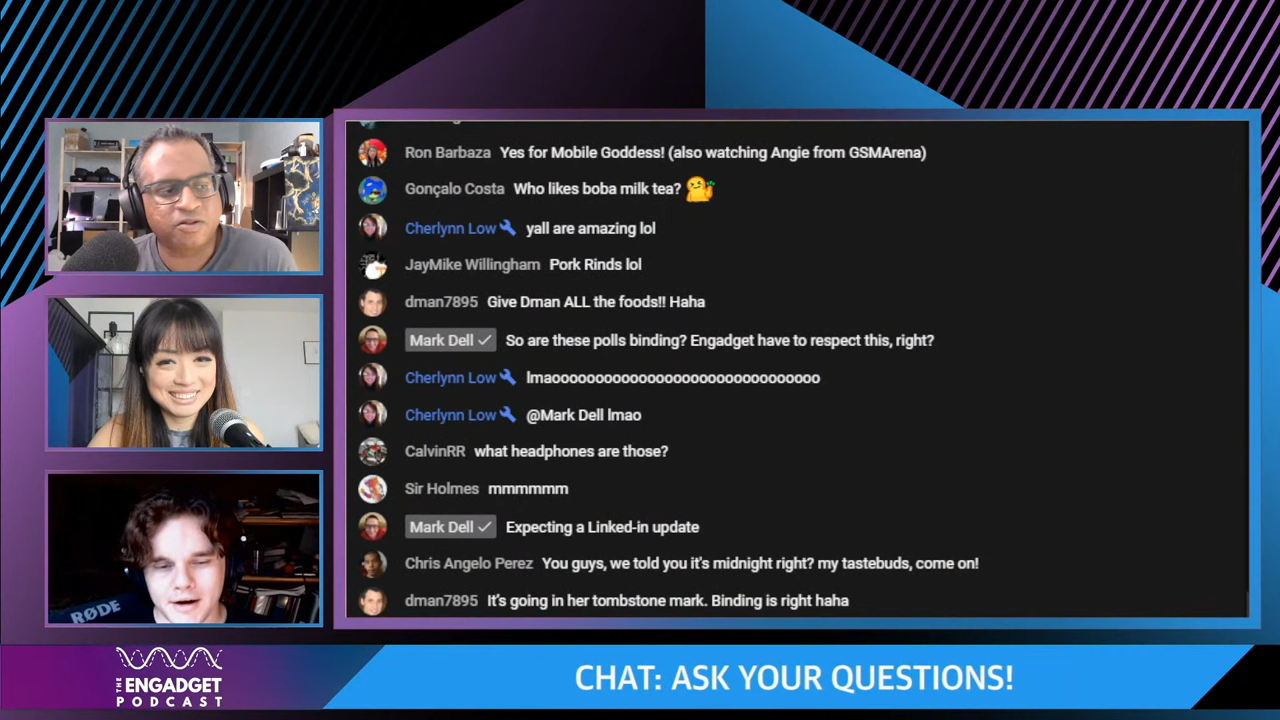 Ron Barbaza Yes for Mobile Goddess! (also watching Angie from GSMArena)
Gonçalo Costa Who likes boba milk tea?
Cherlynn Low yall are amazing lol
JayMike Willingham Pork Rinds lol
dman7895 Give Dman ALL the foods!! Haha
Mark Dell So are these polls binding? Engadget have to respect this, right?
Cherlynn Low lmaooooooooooooooooooooooooooooooo
Cherlynn Low @Mark Dell lmao
CalvinRR what headphones are those?
Sir Holmes mmmmmm
Mark Dell Expecting a Linked-in update
Chris Angelo Perez You guys, we told you it's midnight right? my tastebuds, come on!
dman7895 It's going in her tombstone mark. Binding is right haha
RØDE
THE ENGADGET PODCAST
CHAT: ASK YOUR QUESTIONS!